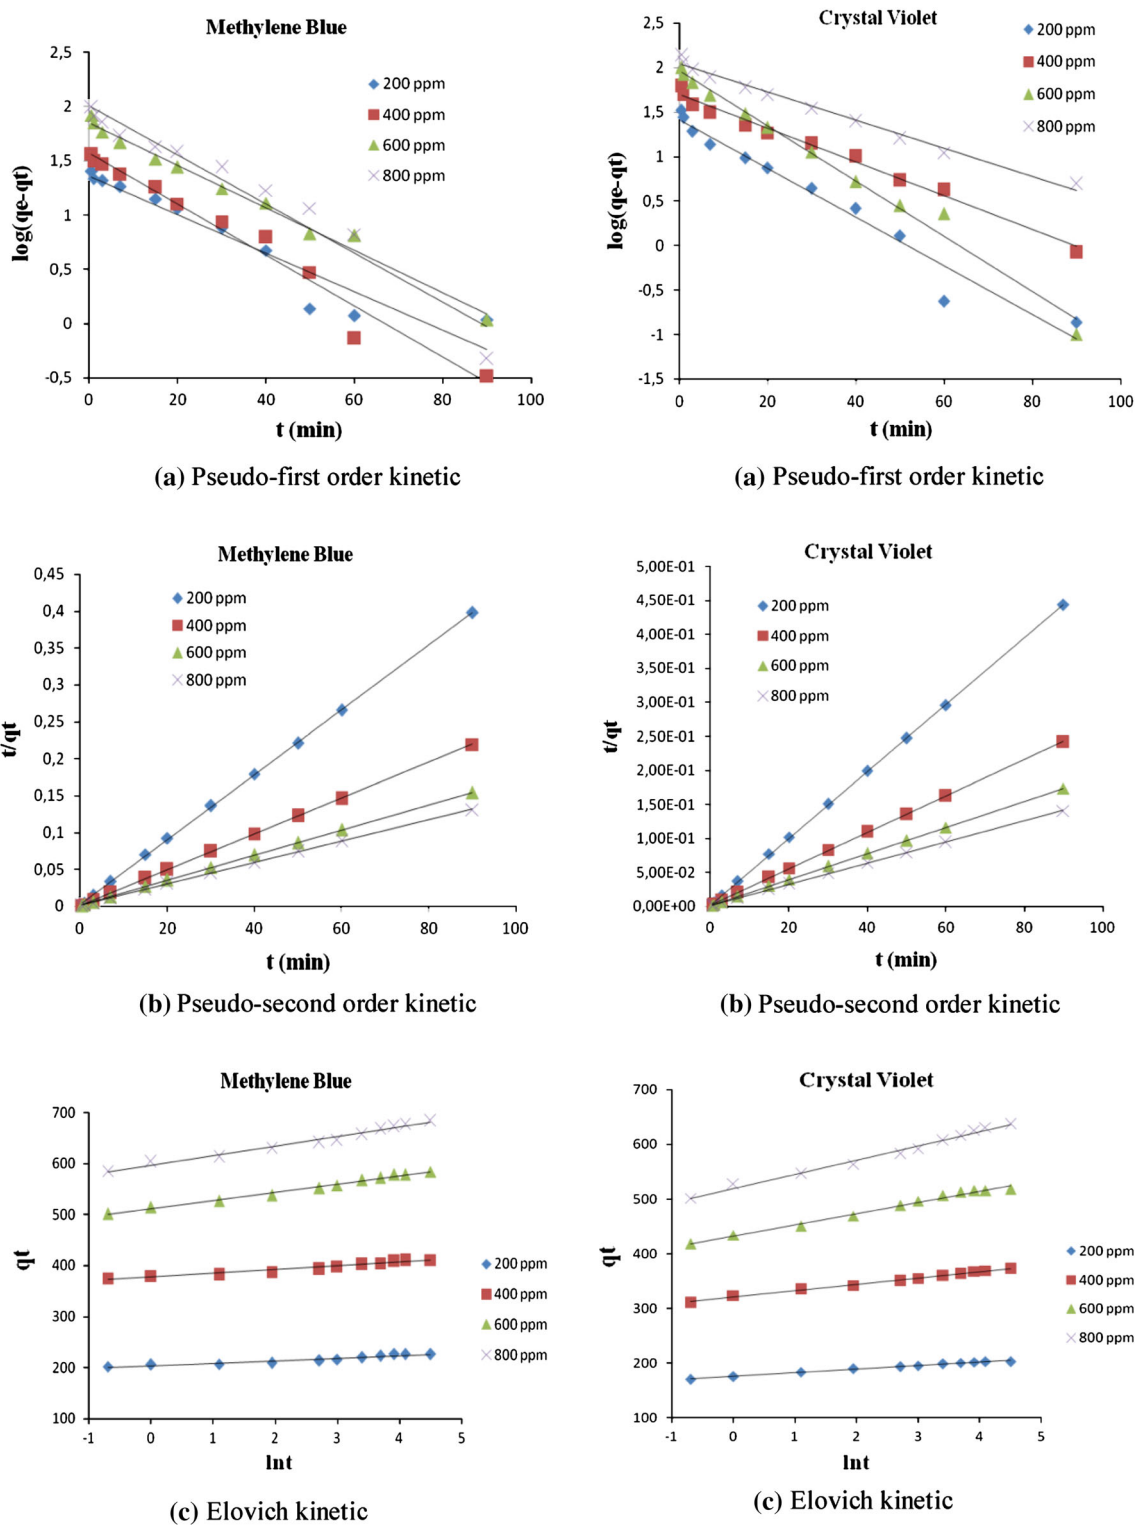 Methylene Blue
2,5
2
1,5
1
0,5
0
-0,5
0 20 40 60 80 100
log(qe-qt)
t (min)
200 ppm
400 ppm
600 ppm
800 ppm
(a) Pseudo-first order kinetic
Crystal Violet
2,5
2
1,5
1
0,5
0
-0,5
-1
-1,5
0 20 40 60 80 100
log(qe-qt)
t (min)
200 ppm
400 ppm
600 ppm
800 ppm
(a) Pseudo-first order kinetic
Methylene Blue
0,45
0,4
0,35
0,3
0,25
0,2
0,15
0,1
0,05
0
0 20 40 60 80 100
t/qt
t (min)
200 ppm
400 ppm
600 ppm
800 ppm
(b) Pseudo-second order kinetic
Crystal Violet
5,00E-01
4,50E-01
4,00E-01
3,50E-01
3,00E-01
2,50E-01
2,00E-01
1,50E-01
1,00E-01
5,00E-02
0,00E+00
0 20 40 60 80 100
t/qt
t (min)
200 ppm
400 ppm
600 ppm
800 ppm
(b) Pseudo-second order kinetic
Methylene Blue
700
600
500
400
300
200
100
-1 0 1 2 3 4 5
qt
lnt
200 ppm
400 ppm
600 ppm
800 ppm
(c) Elovich kinetic
Crystal Violet
700
600
500
400
300
200
100
-1 0 1 2 3 4 5
qt
lnt
200 ppm
400 ppm
600 ppm
800 ppm
(c) Elovich kinetic